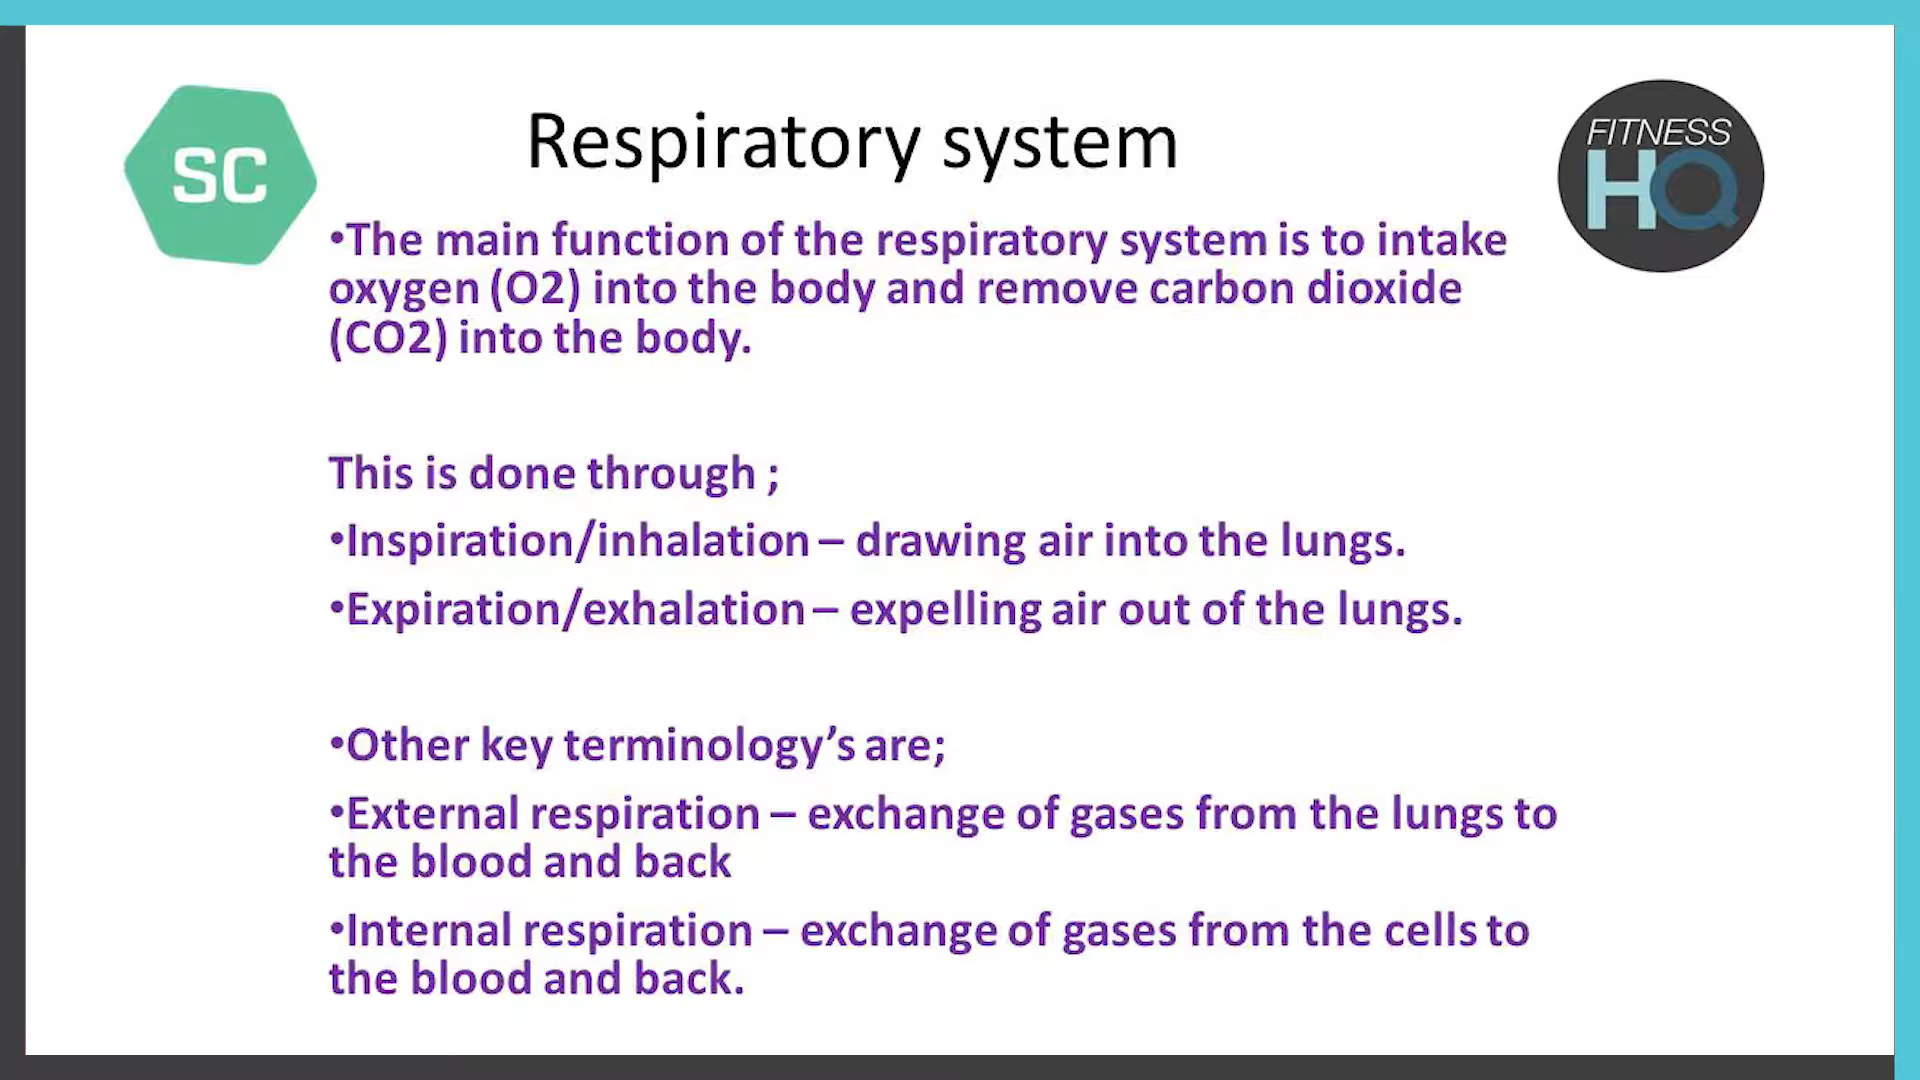 SC
Respiratory system
FITNESS
HQ
•The main function of the respiratory system is to intake
oxygen (O2) into the body and remove carbon dioxide
(CO2) into the body.
This is done through ;
•Inspiration/inhalation – drawing air into the lungs.
•Expiration/exhalation – expelling air out of the lungs.
•Other key terminology’s are;
•External respiration – exchange of gases from the lungs to
the blood and back
•Internal respiration – exchange of gases from the cells to
the blood and back.